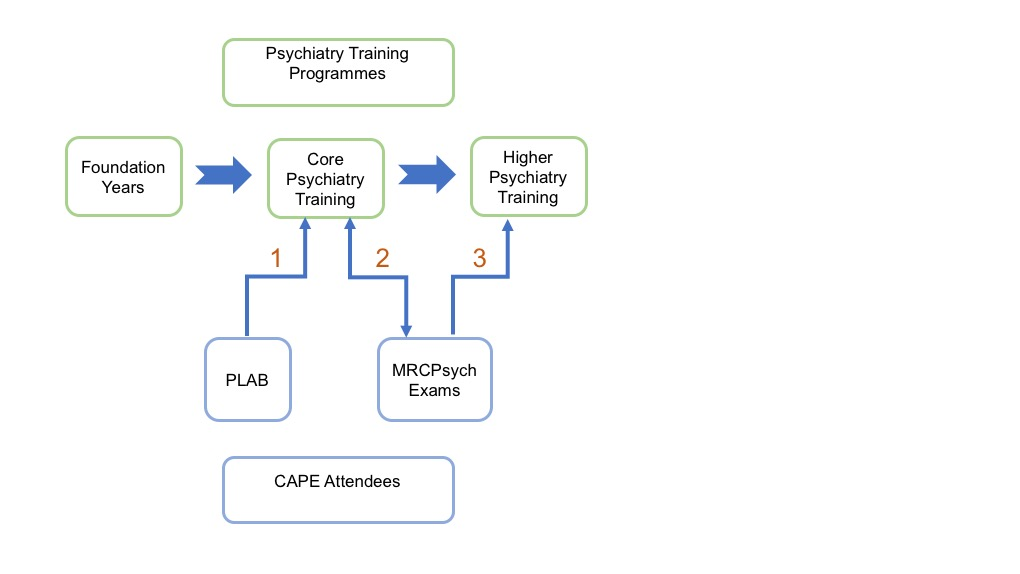 Psychiatry Training
Programmes
Foundation
Years
Core
Psychiatry
Training
Higher
Psychiatry
Training
1
2
3
PLAB
MRCPsych
Exams
CAPE Attendees